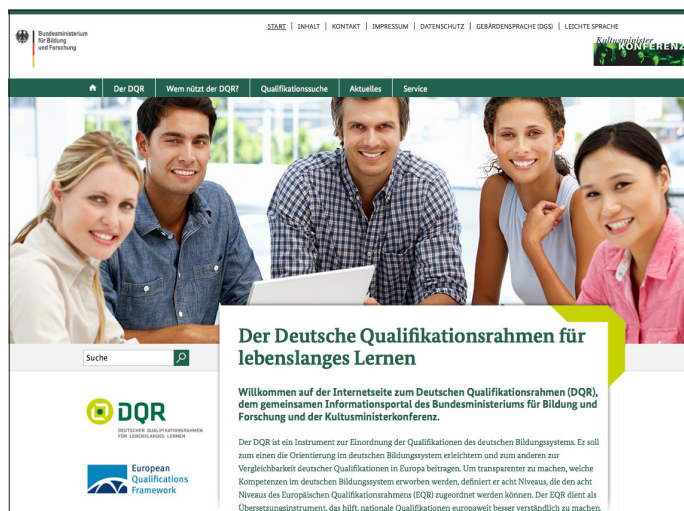 START | INHALT | KONTAKT | IMPRESSUM | DATENSCHUTZ | GEBÄRDENSPRACHE (DGS) | LEICHTE SPRACHE
Bundesministerium
für Bildung
und Forschung
Kultusminister
KONFERENZ
Der DQR | Wem nützt der DQR? | Qualifikationssuche | Aktuelles | Service
Der Deutsche Qualifikationsrahmen für
lebenslanges Lernen
Suche
Willkommen auf der Internetseite zum Deutschen Qualifikationsrahmen (DQR),
dem gemeinsamen Informationsportal des Bundesministeriums für Bildung und
Forschung und der Kultusministerkonferenz.
DQR
DEUTSCHER QUALIFIKATIONSRAHMEN
FÜR LEBENSLANGES LERNEN
European
Qualifications
Framework
Der DQR ist ein Instrument zur Einordnung der Qualifikationen des deutschen Bildungssystems. Er soll
zum einen die Orientierung im deutschen Bildungssystem erleichtern und zum anderen zur
Vergleichbarkeit deutscher Qualifikationen in Europa beitragen. Um transparenter zu machen, welche
Kompetenzen im deutschen Bildungssystem erworben werden, definiert er acht Niveaus, die den acht
Niveaus des Europäischen Qualifikationsrahmens (EQR) zugeordnet werden können. Der EQR dient als
Übersetzungsinstrument, das hilft, nationale Qualifikationen europaweit besser verständlich zu machen.